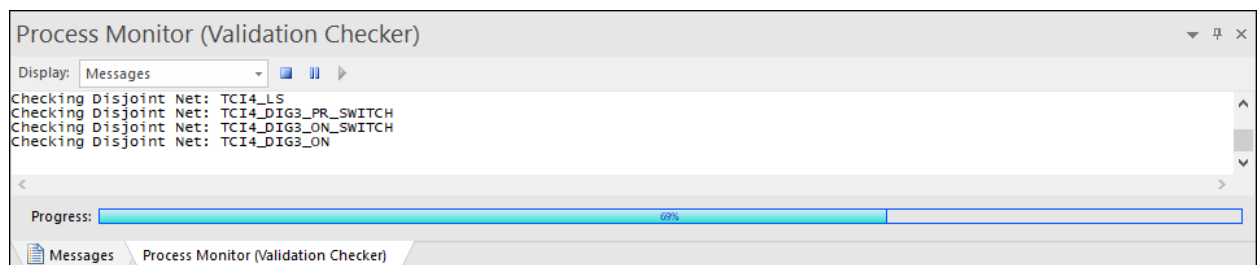 Process Monitor (Validation Checker)
Display: Messages
Checking Disjoint Net: TCI4_LS
Checking Disjoint Net: TCI4_DIG3_PR_SWITCH
Checking Disjoint Net: TCI4_DIG3_ON_SWITCH
Checking Disjoint Net: TCI4_DIG3_ON
Progress: 69%
Messages Process Monitor (Validation Checker)